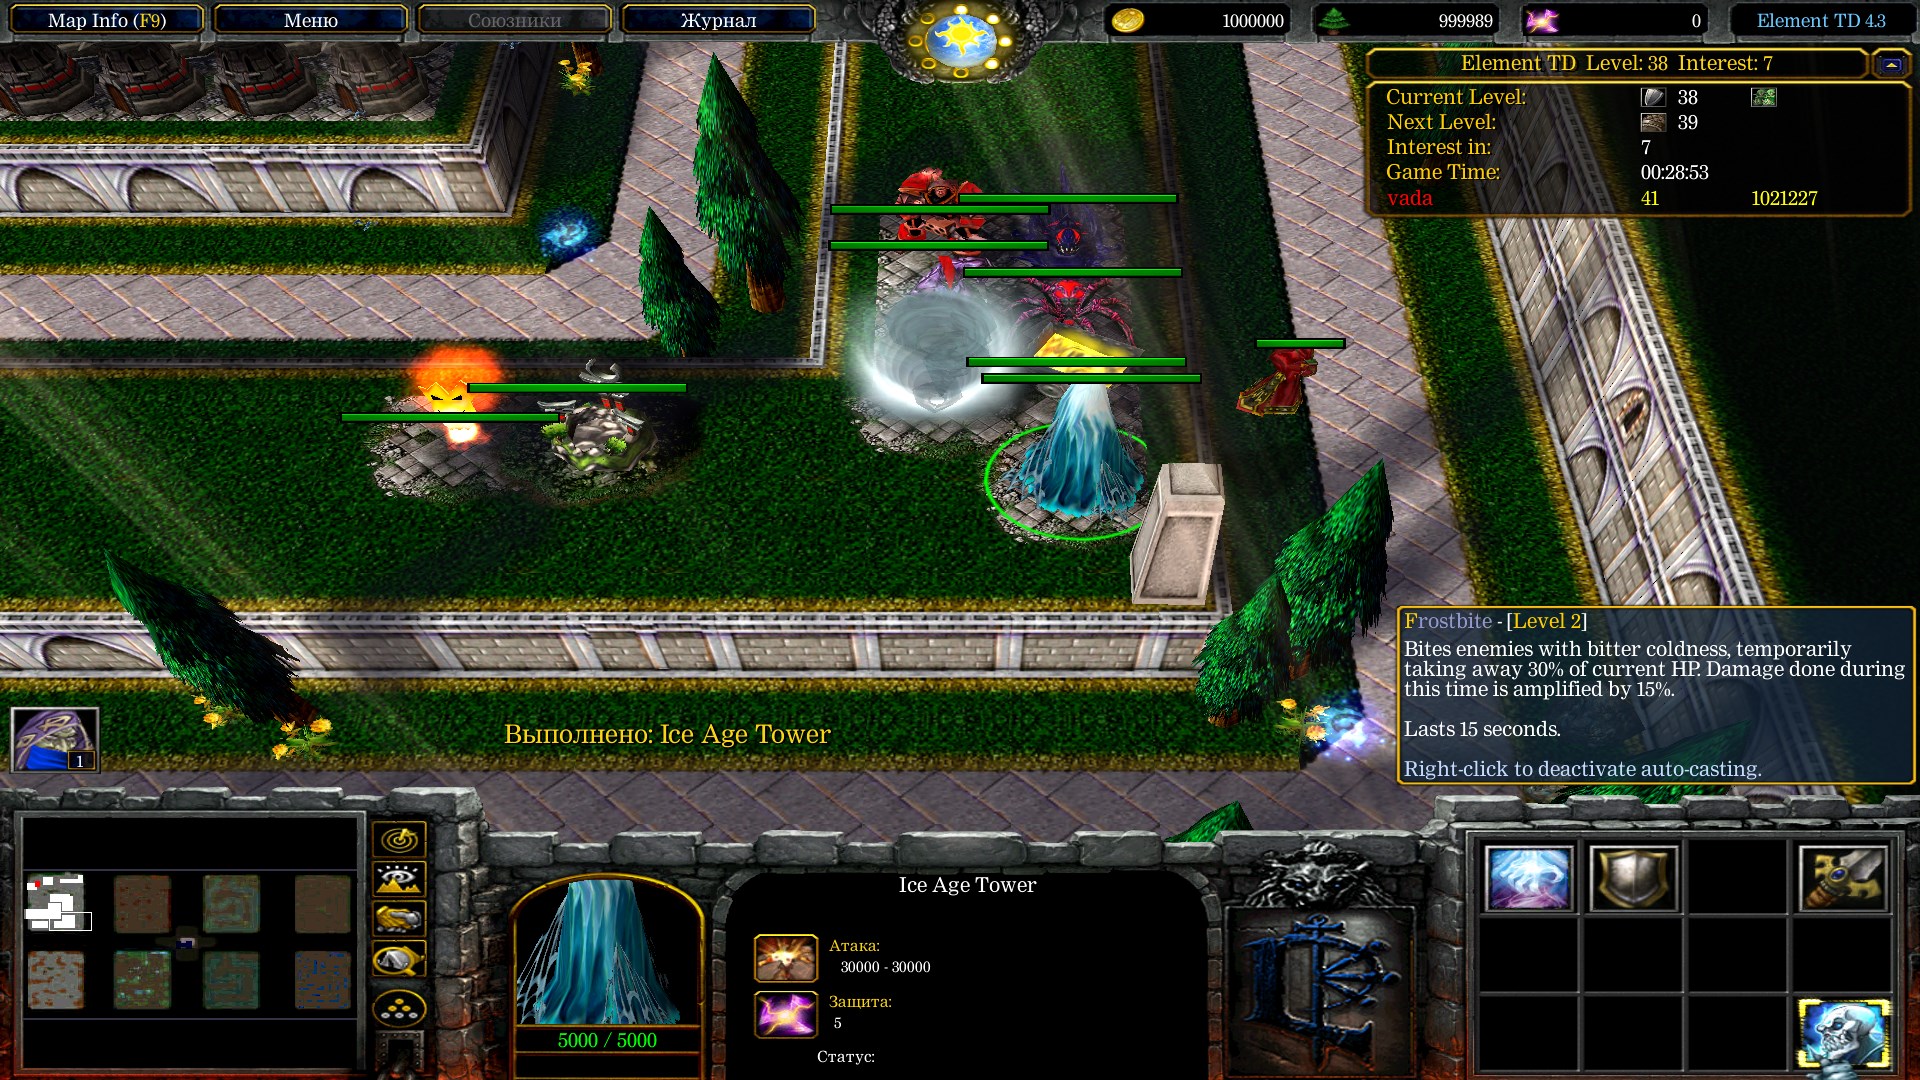 Map Info (F9)
Меню
Союзники
Журнал
1000000
999989
0
Element TD 4.3
Element TD Level: 38 Interest: 7
Current Level: 38
Next Level: 39
Interest in: 7
Game Time: 00:28:53
vada 41 1021227
Frostbite - [Level 2]
Bites enemies with bitter coldness, temporarily
taking away 30% of current HP. Damage done during
this time is amplified by 15%.
Lasts 15 seconds.
Right-click to deactivate auto-casting.
Выполнено: Ice Age Tower
1
Ice Age Tower
Атака:
30000 - 30000
Защита:
5
Статус:
5000 / 5000